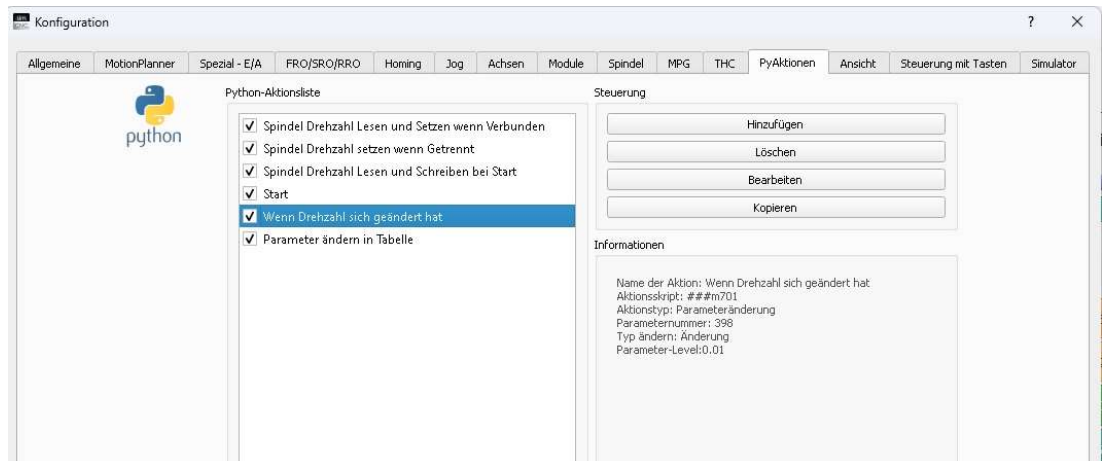 Konfiguration
? X
Allgemeine MotionPlanner Spezial - E/A FRO/SRO/RRO Homing Jog Achsen Module Spindel MPG THC PyAktionen Ansicht Steuerung mit Tasten Simulator
python
Python-Aktionsliste
Spindel Drehzahl Lesen und Setzen wenn Verbunden
Spindel Drehzahl setzen wenn Getrennt
Spindel Drehzahl Lesen und Schreiben bei Start
Start
Wenn Drehzahl sich geändert hat
Parameter ändern in Tabelle
Steuerung
Hinzufügen
Löschen
Bearbeiten
Kopieren
Informationen
Name der Aktion: Wenn Drehzahl sich geändert hat
Aktionsskript: ###m701
Aktionstyp: Parameteränderung
Parameternummer: 398
Typ ändern: Änderung
Parameter-Level:0.01